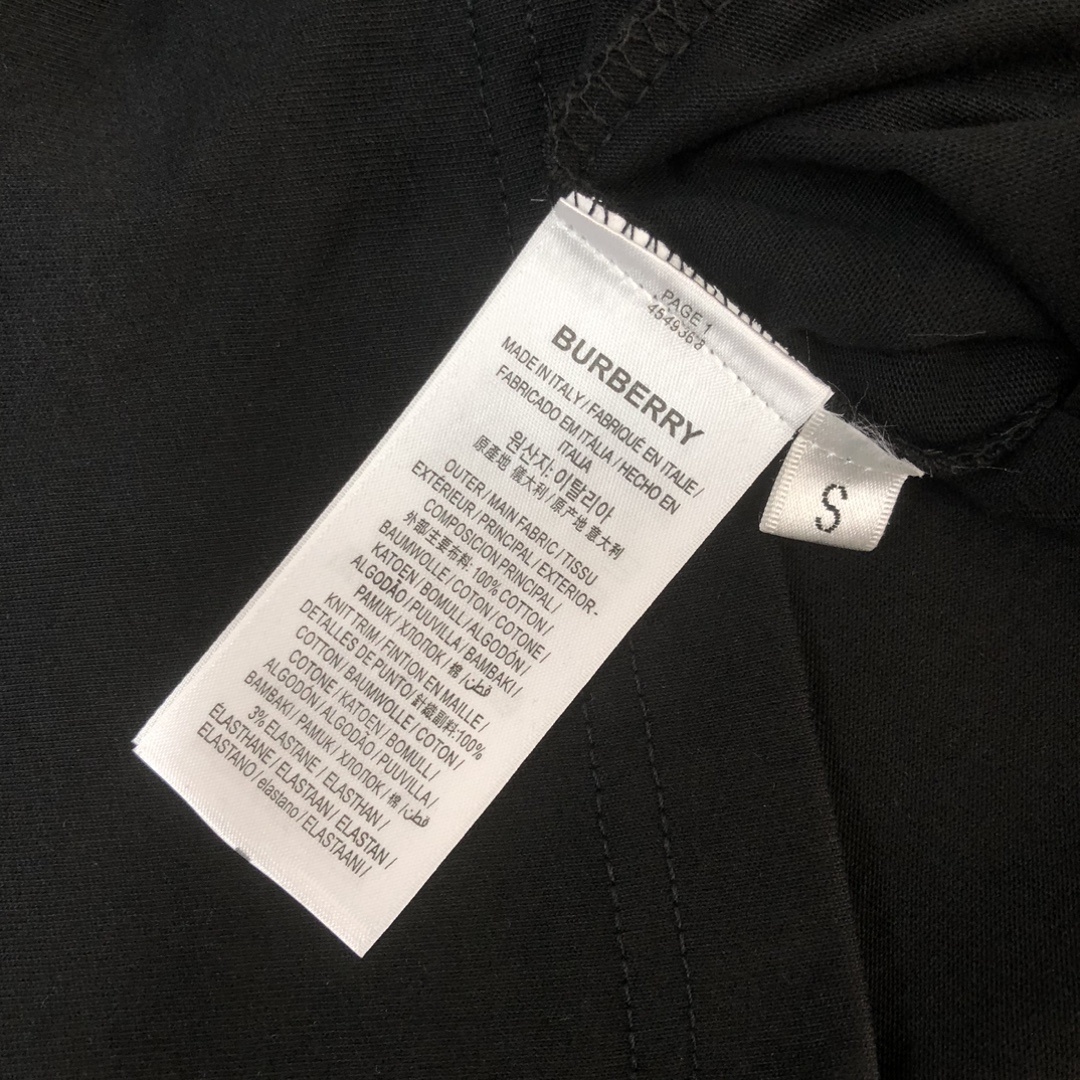 PAGE 1
4549368
BURBERRY
MADE IN ITALY / FABRIQUÉ EN ITALIE /
FABRICADO EM ITALIA / HECHO EN
ITALIA
원산지: 이탈리아
原產地 儀大利 / 原产地 意大利
OUTER / MAIN FABRIC / TISSU
EXTÉRIEUR / PRINCIPAL / EXTERIOR-
COMPOSICION PRINCIPAL /
外部/主要布料: 100% COTTON /
BAUMWOLLE / COTON / COTONE /
KATOEN / BOMULL / ALGODÓN /
ALGODÃO / PUUVILLA / BAMBAKI /
PAMUK / ХЛОПОК / 棉 / قطن /
KNIT TRIM / FINTION EN MAILLE /
DETALLES DE PUNTO/ 針織副料:100%
COTTON / BAUMWOLLE / COTON /
COTONE / KATOEN / BOMULL /
ALGODÓN / ALGODÃO / PUUVILLA /
BAMBAKI / PAMUK / ХЛОПОК / 棉 / قطن /
3% ELASTANE / ELASTHAN /
ÉLASTHANE / ELASTAAN / ELASTAN /
ELASTANO / elastano / ELASTAANI /
S